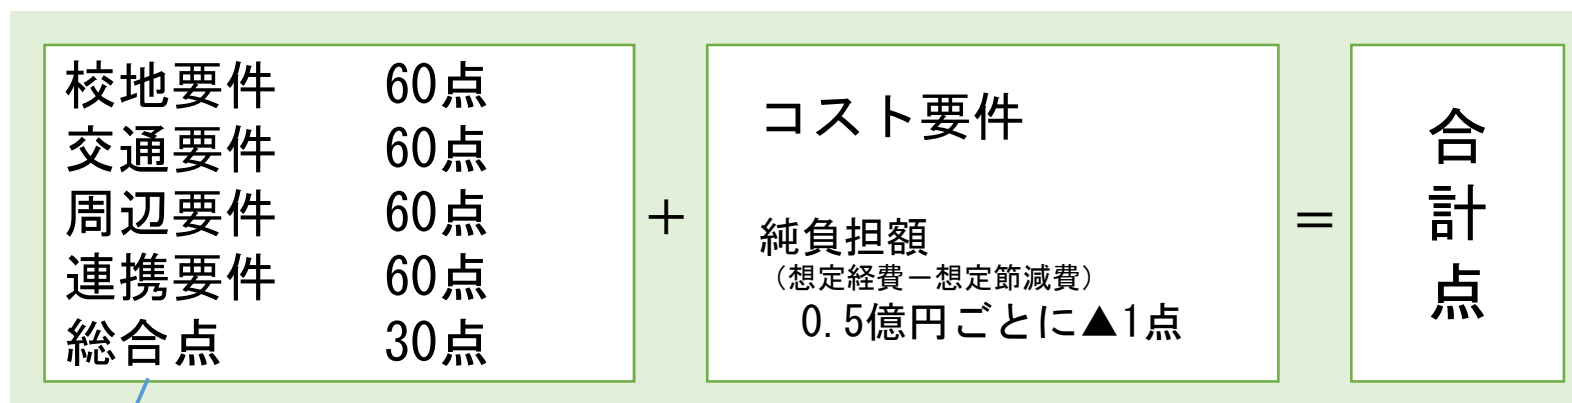 校地要件 60点
交通要件 60点
周辺要件 60点
連携要件 60点
総合点 30点
＋
コスト要件
純負担額
（想定経費－想定節減費）
0.5億円ごとに▲1点
＝
合計点